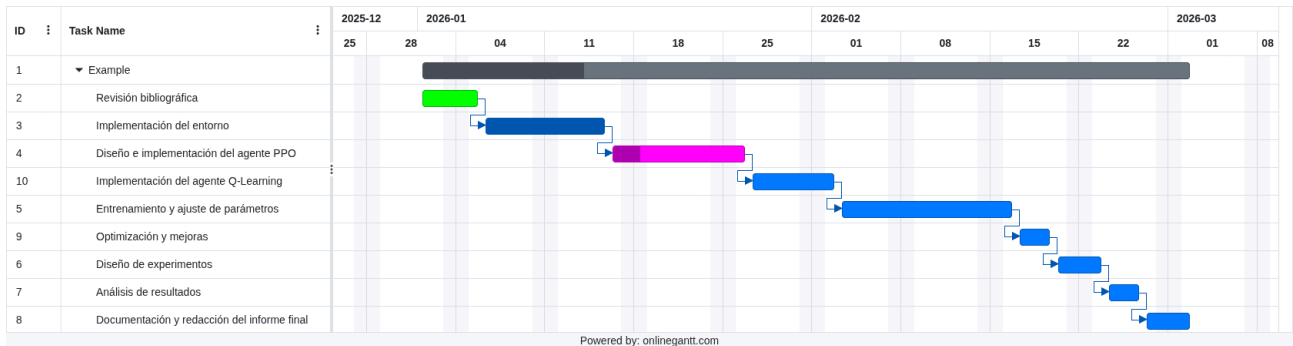 ID Task Name 2025-12 2026-01 2026-02 2026-03
25 28 04 11 18 25 01 08 15 22 01 08
1 Example
2 Revisión bibliográfica
3 Implementación del entorno
4 Diseño e implementación del agente PPO
10 Implementación del agente Q-Learning
5 Entrenamiento y ajuste de parámetros
9 Optimización y mejoras
6 Diseño de experimentos
7 Análisis de resultados
8 Documentación y redacción del informe final
Powered by: onlinegantt.com